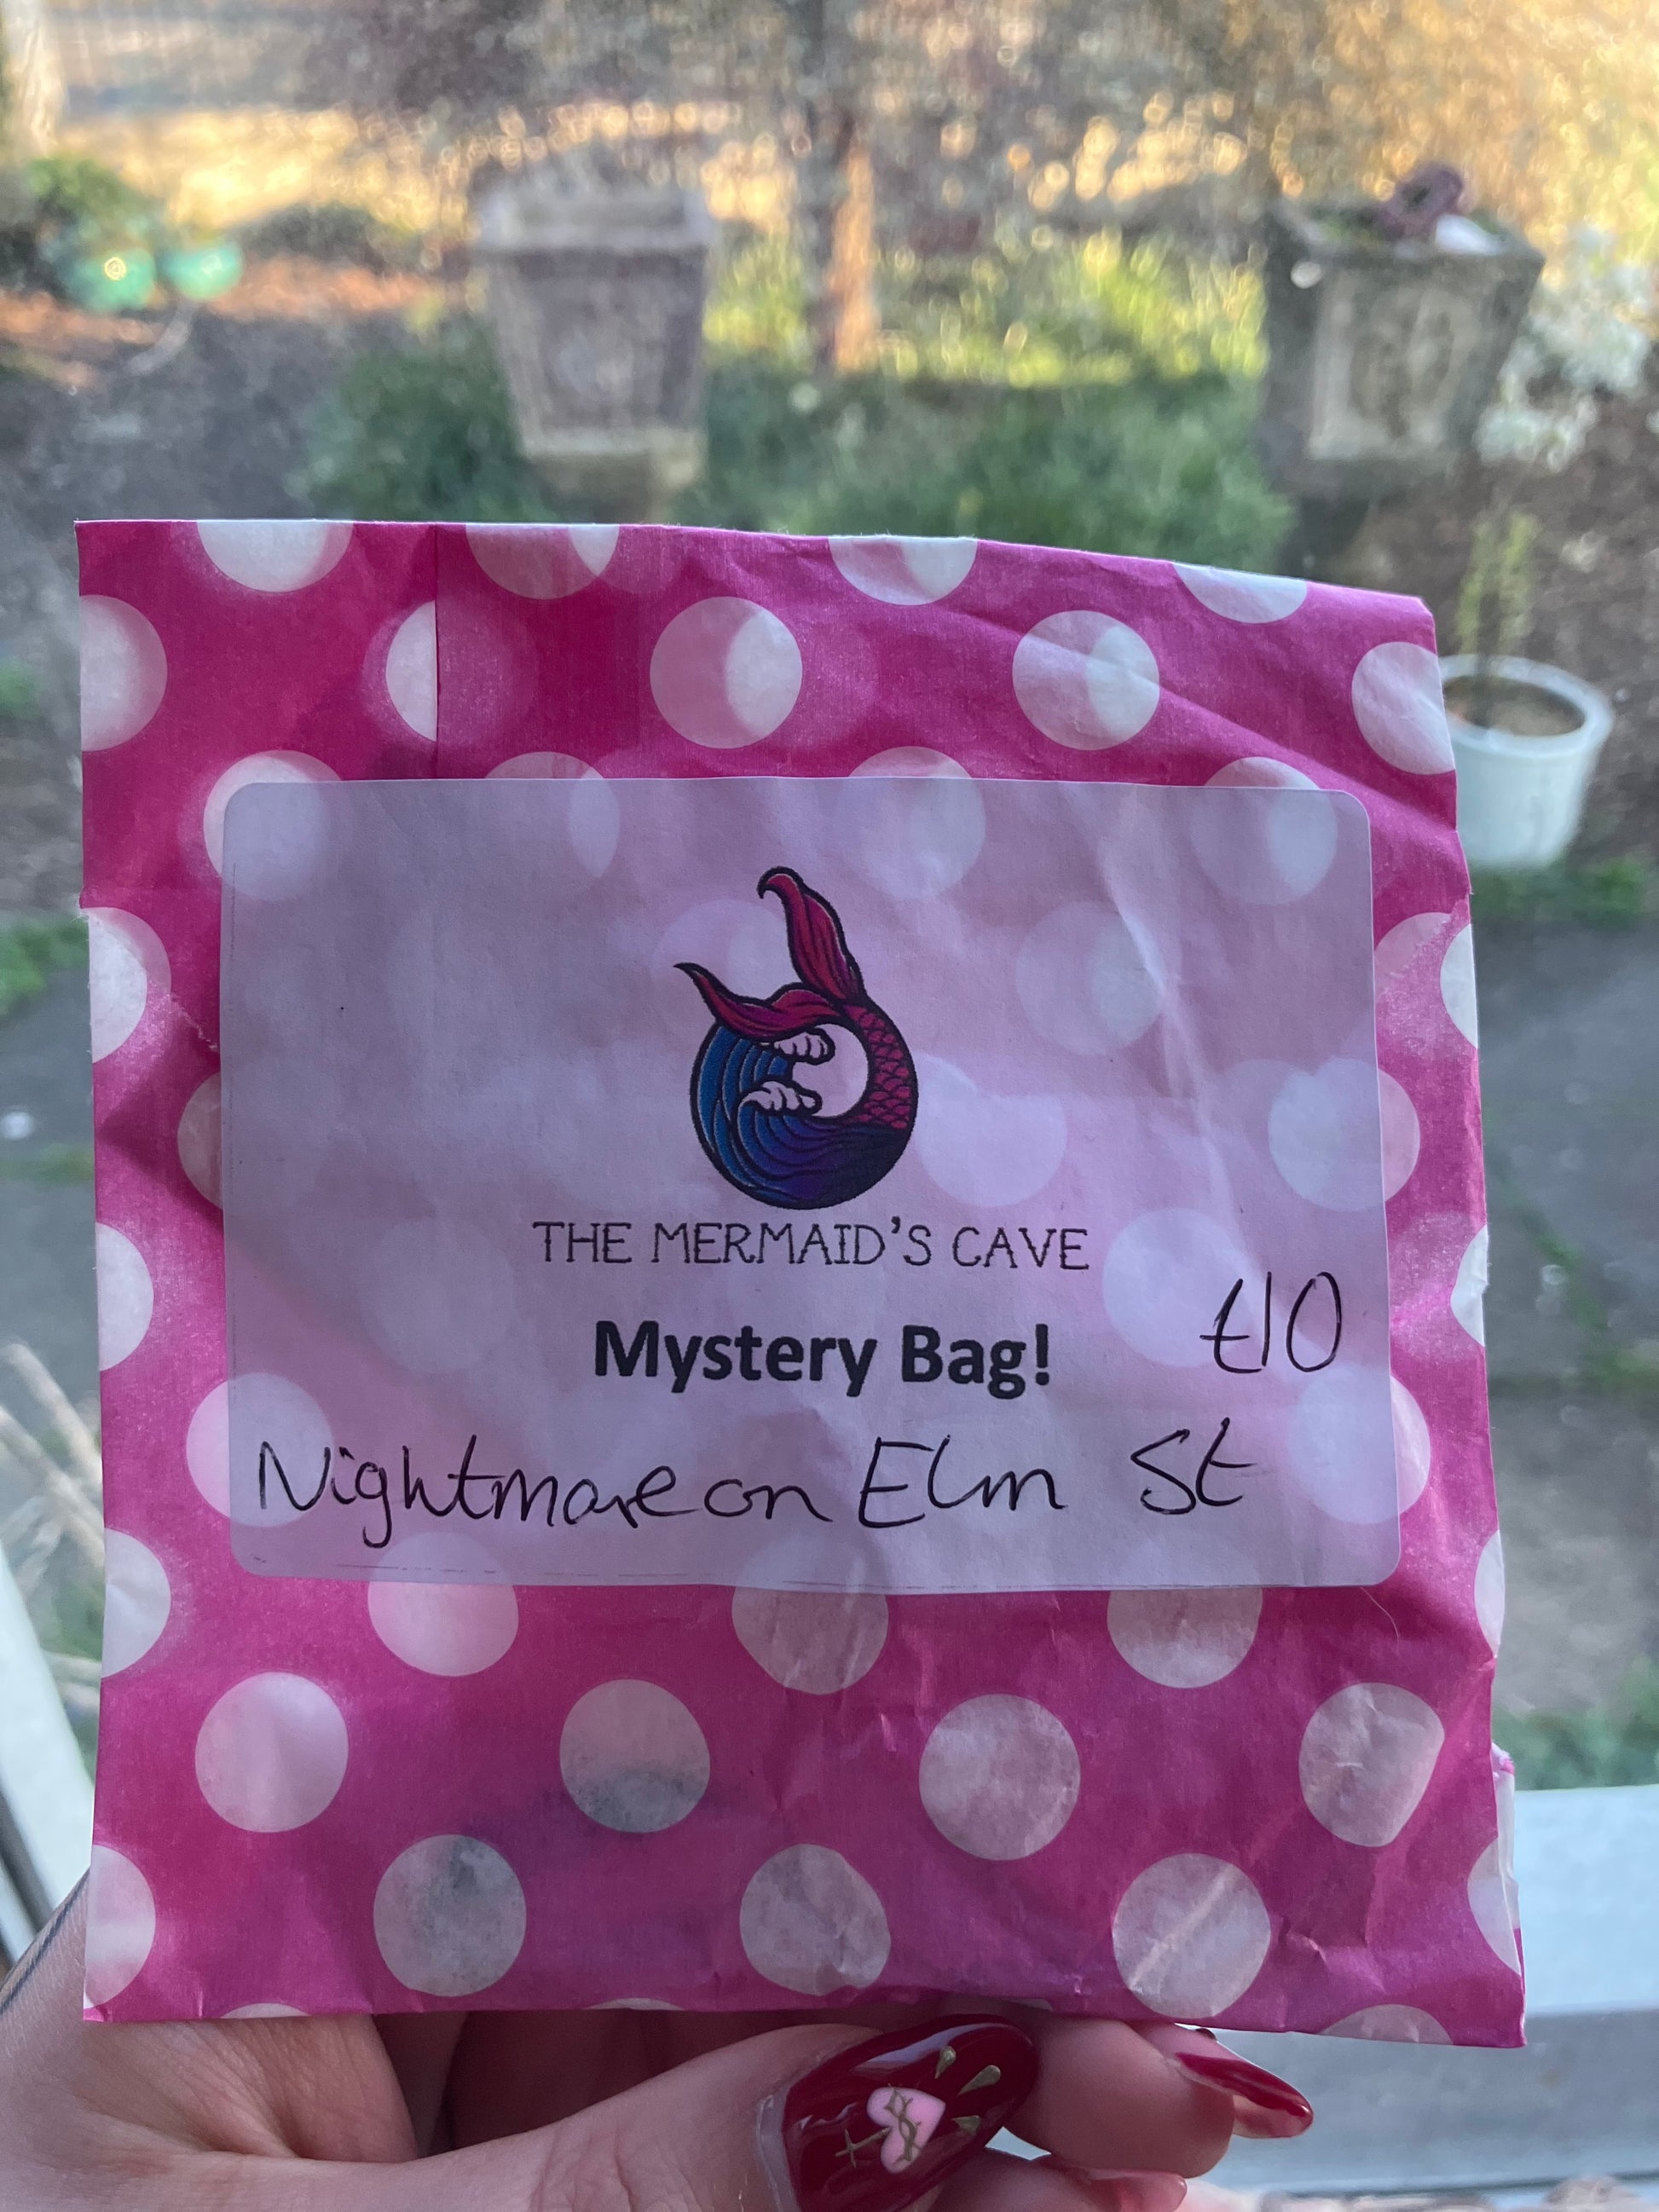 THE MERMAID'S CAVE
£10
Mystery Bag!
Nightmare on Elm St